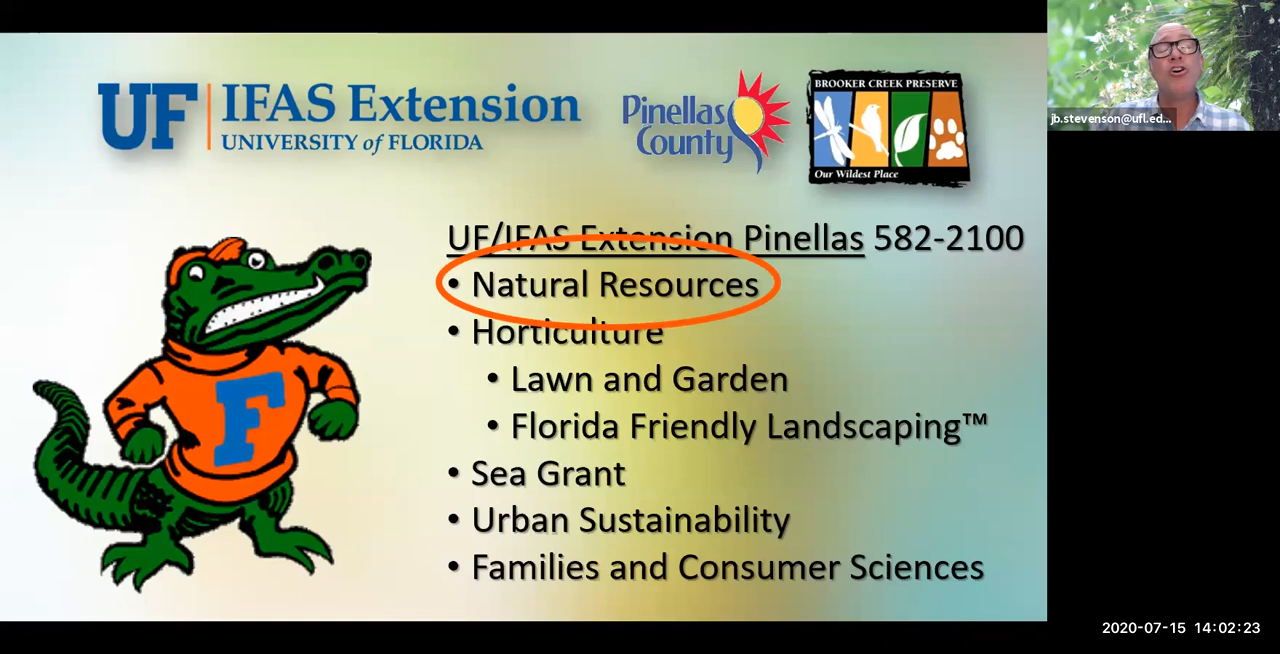 UF IFAS Extension
UNIVERSITY of FLORIDA
Pinellas
County
BROOKER CREEK PRESERVE
Our Wildest Place
jb.stevenson@ufl.ed...
UF/IFAS Extension Pinellas 582-2100
• Natural Resources
• Horticulture
• Lawn and Garden
• Florida Friendly Landscaping™
• Sea Grant
• Urban Sustainability
• Families and Consumer Sciences
F
2020-07-15 14:02:23